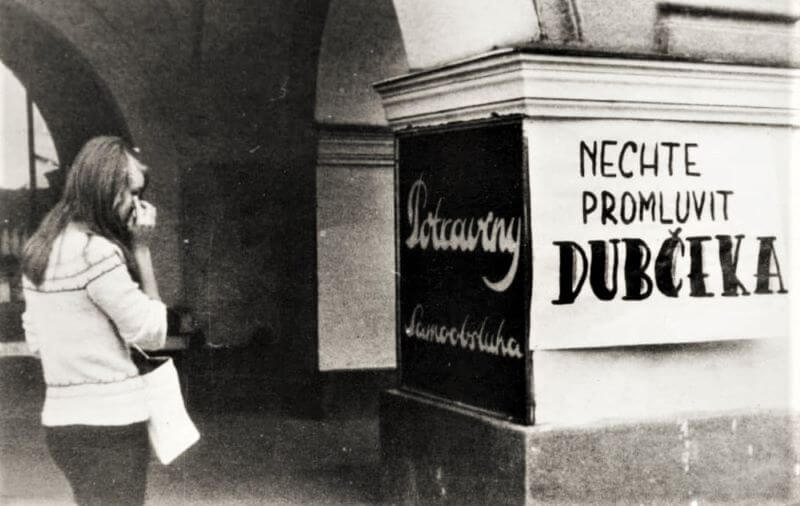 Potraviny
Samoobsluha
NECHTE
PROMLUVIT
DUBČEKA